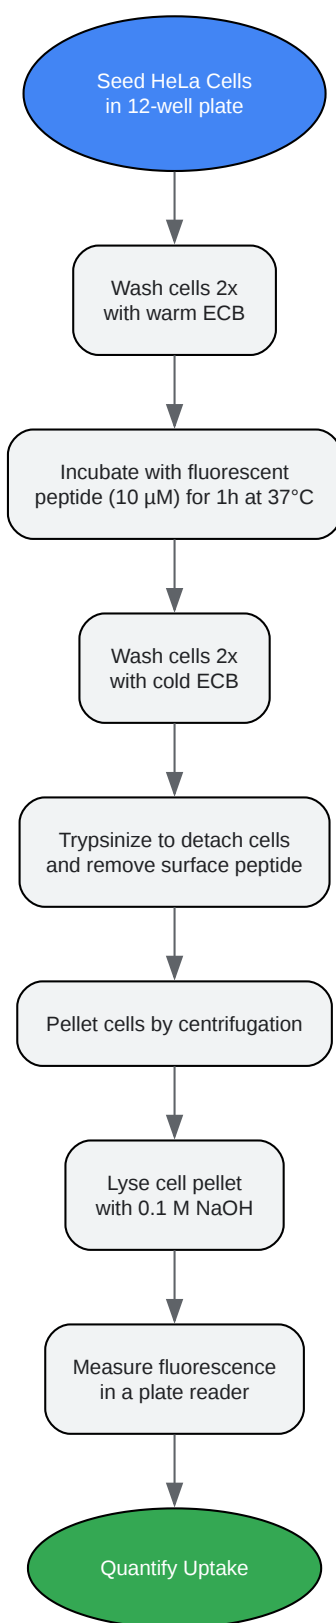 Seed HeLa Cells
in 12-well plate
Wash cells 2x
with warm ECB
Incubate with fluorescent
peptide (10 µM) for 1h at 37°C
Wash cells 2x
with cold ECB
Trypsinize to detach cells
and remove surface peptide
Pellet cells by centrifugation
Lyse cell pellet
with 0.1 M NaOH
Measure fluorescence
in a plate reader
Quantify Uptake